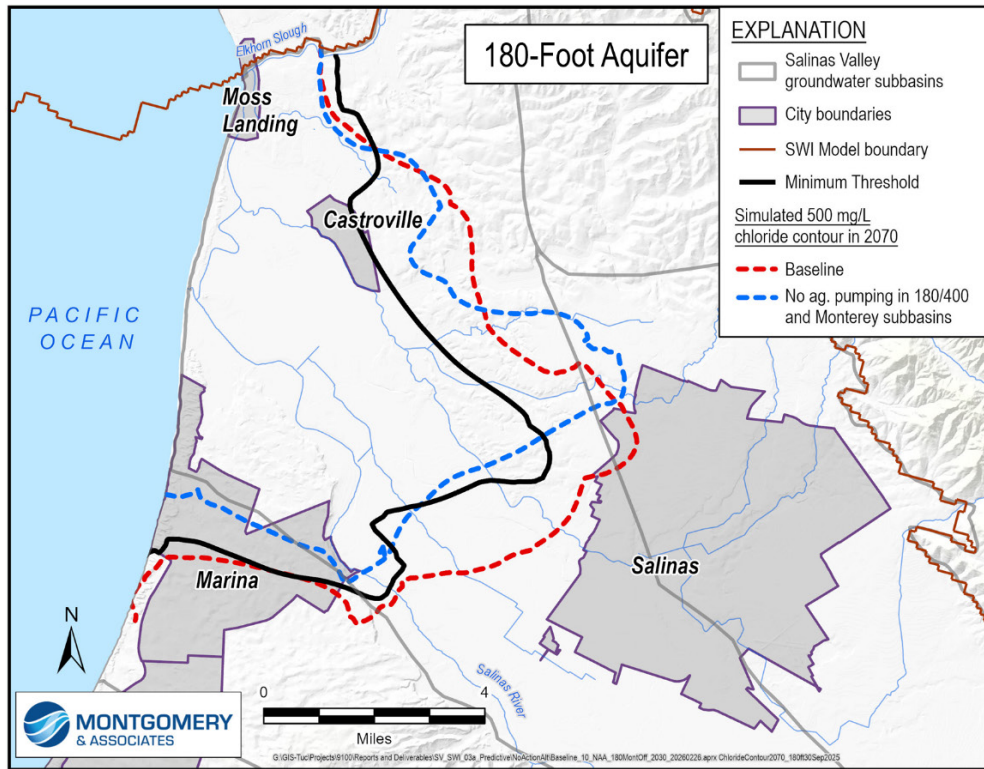 180-Foot Aquifer
EXPLANATION
Salinas Valley
groundwater subbasins
City boundaries
SWI Model boundary
Minimum Threshold
Simulated 500 mg/L
chloride contour in 2070
Baseline
No ag. pumping in 180/400
and Monterey subbasins
Elkhorn Slough
Moss
Landing
Castroville
PACIFIC
OCEAN
Marina
Salinas
Salinas River
N
0 4
Miles
MONTGOMERY
& ASSOCIATES
G:\GIS-Tuc\Projects\9100\Reports and Deliverables\SV_SWI_03a_Predictive\NoActionAlt\Baseline_10_NAA_180MontOff_2030_20260226.aprx ChlorideContour2070_180ft30Sep2025